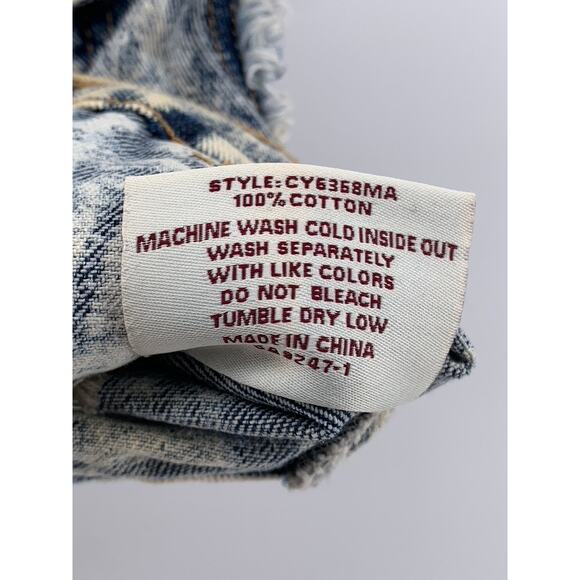 STYLE: CY6368MA
100% COTTON
MACHINE WASH COLD INSIDE OUT
WASH SEPARATELY
WITH LIKE COLORS
DO NOT BLEACH
TUMBLE DRY LOW
MADE IN CHINA